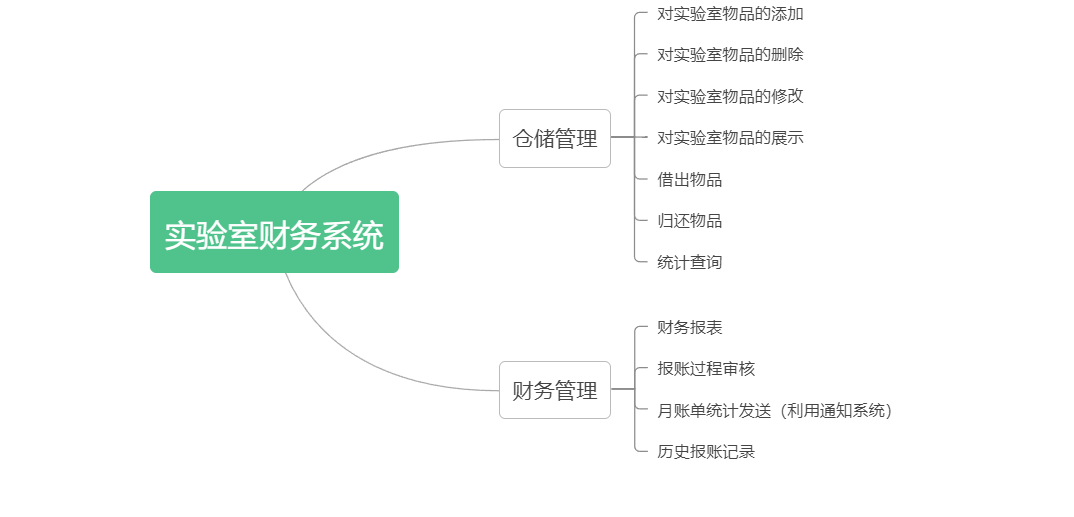 实验室财务系统
仓储管理
对实验室物品的添加
对实验室物品的删除
对实验室物品的修改
对实验室物品的展示
借出物品
归还物品
统计查询
财务管理
财务报表
报账过程审核
月账单统计发送（利用通知系统）
历史报账记录